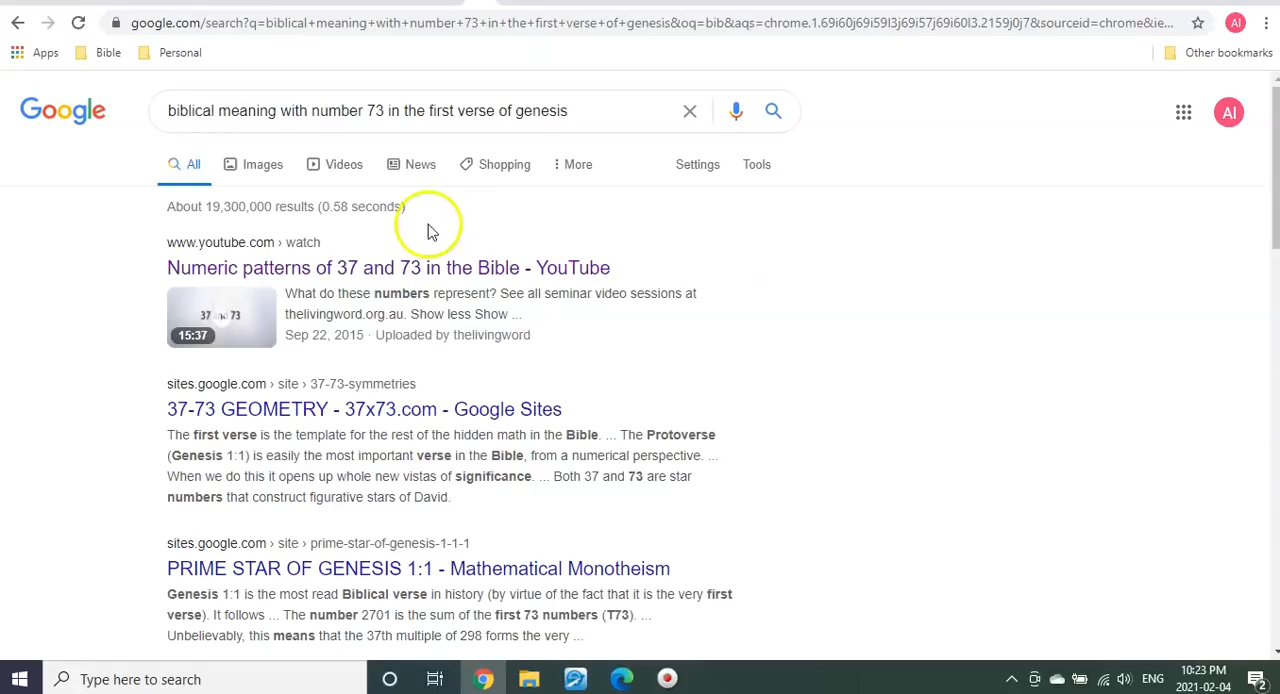 google.com/search?q=biblical+meaning+with+number+73+in+the+first+verse+of+genesis&oq=bib&aqs=chrome.1.69i60j69i59l3j69i57j69i60l3.2159j0j7&sourceid=chrome&ie...
AI
Apps Bible Personal Other bookmarks
Google biblical meaning with number 73 in the first verse of genesis AI
All Images Videos News Shopping More Settings Tools
About 19,300,000 results (0.58 seconds)
www.youtube.com › watch
Numeric patterns of 37 and 73 in the Bible - YouTube
What do these numbers represent? See all seminar video sessions at
thelivingword.org.au. Show less Show ...
37 and 73
15:37
Sep 22, 2015 · Uploaded by thelivingword
sites.google.com › site › 37-73-symmetries
37-73 GEOMETRY - 37x73.com - Google Sites
The first verse is the template for the rest of the hidden math in the Bible. ... The Protoverse
(Genesis 1:1) is easily the most important verse in the Bible, from a numerical perspective. ...
When we do this it opens up whole new vistas of significance. ... Both 37 and 73 are star
numbers that construct figurative stars of David.
sites.google.com › site › prime-star-of-genesis-1-1-1
PRIME STAR OF GENESIS 1:1 - Mathematical Monotheism
Genesis 1:1 is the most read Biblical verse in history (by virtue of the fact that it is the very first
verse). It follows ... The number 2701 is the sum of the first 73 numbers (T73). ...
Unbelievably, this means that the 37th multiple of 298 forms the very ...
Type here to search
ENG
10:23 PM
2021-02-04
2